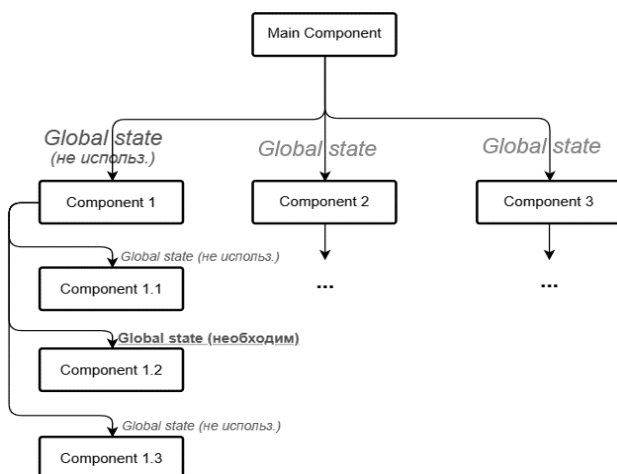 Main Component
Global state
(не использ.)
Global state
Global state
Component 1
Component 2
Component 3
Global state (не использ.)
Component 1.1
...
...
Global state (необходим)
Component 1.2
Global state (не использ.)
Component 1.3